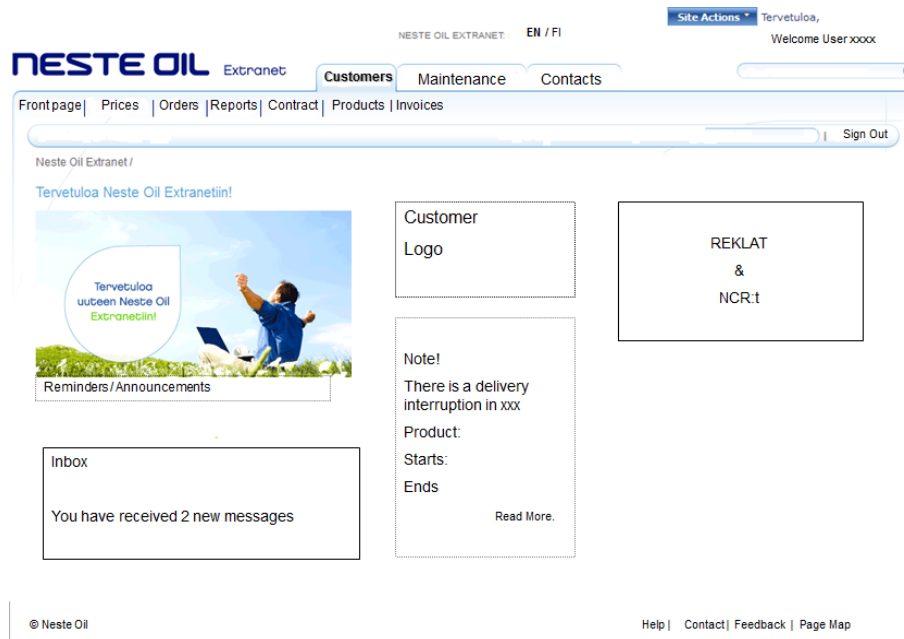 Site Actions Tervetuloa,
NESTE OIL EXTRANET: EN / FI
Welcome User xxxx
NESTE OIL Extranet
Customers Maintenance Contacts
Front page| Prices | Orders |Reports| Contract | Products | Invoices
| Sign Out
Neste Oil Extranet /
Tervetuloa Neste Oil Extranetiin!
Tervetuloa
uuteen Neste Oil
Extranetiin!
Reminders/Announcements
Inbox
You have received 2 new messages
Customer
Logo
Note!
There is a delivery
interruption in xxx
Product:
Starts:
Ends
Read More.
REKLAT
&
NCR:t
© Neste Oil
Help | Contact | Feedback | Page Map